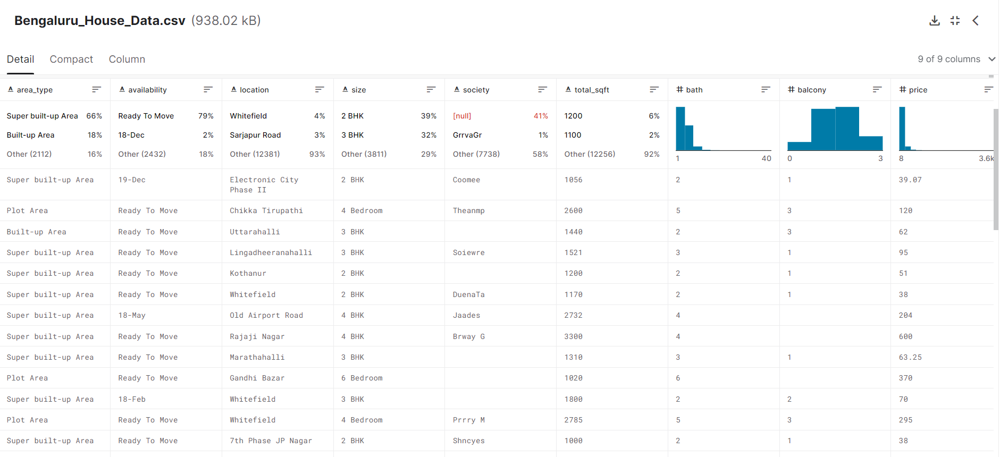 Bengaluru_House_Data.csv (938.02 kB)
Detail Compact Column 9 of 9 columns
area_type availability location size society total_sqft bath balcony price
Super built-up Area 66% Ready To Move 79% Whitefield 4% 2 BHK 39% [null] 41% 1200 6%
Built-up Area 18% 18-Dec 2% Sarjapur Road 3% 3 BHK 32% GrrvaGr 1% 1100 2%
Other (2112) 16% Other (2432) 18% Other (12381) 93% Other (3811) 29% Other (7738) 58% Other (12256) 92% 1 40 0 3 8 3.6k
Super built-up Area 19-Dec Electronic City 2 BHK Coomee 1056 2 1 39.07
Phase II
Plot Area Ready To Move Chikka Tirupathi 4 Bedroom Theanmp 2600 5 3 120
Built-up Area Ready To Move Uttarahalli 3 BHK 1440 2 3 62
Super built-up Area Ready To Move Lingadheeranahalli 3 BHK Soiewre 1521 3 1 95
Super built-up Area Ready To Move Kothanur 2 BHK 1200 2 1 51
Super built-up Area Ready To Move Whitefield 2 BHK DuenaTa 1170 2 1 38
Super built-up Area 18-May Old Airport Road 4 BHK Jaades 2732 4 204
Super built-up Area Ready To Move Rajaji Nagar 4 BHK Brway G 3300 4 600
Super built-up Area Ready To Move Marathahalli 3 BHK 1310 3 1 63.25
Plot Area Ready To Move Gandhi Bazar 6 Bedroom 1020 6 370
Super built-up Area 18-Feb Whitefield 3 BHK 1800 2 2 70
Plot Area Ready To Move Whitefield 4 Bedroom Prrry M 2785 5 3 295
Super built-up Area Ready To Move 7th Phase JP Nagar 2 BHK Shncyes 1000 2 1 38